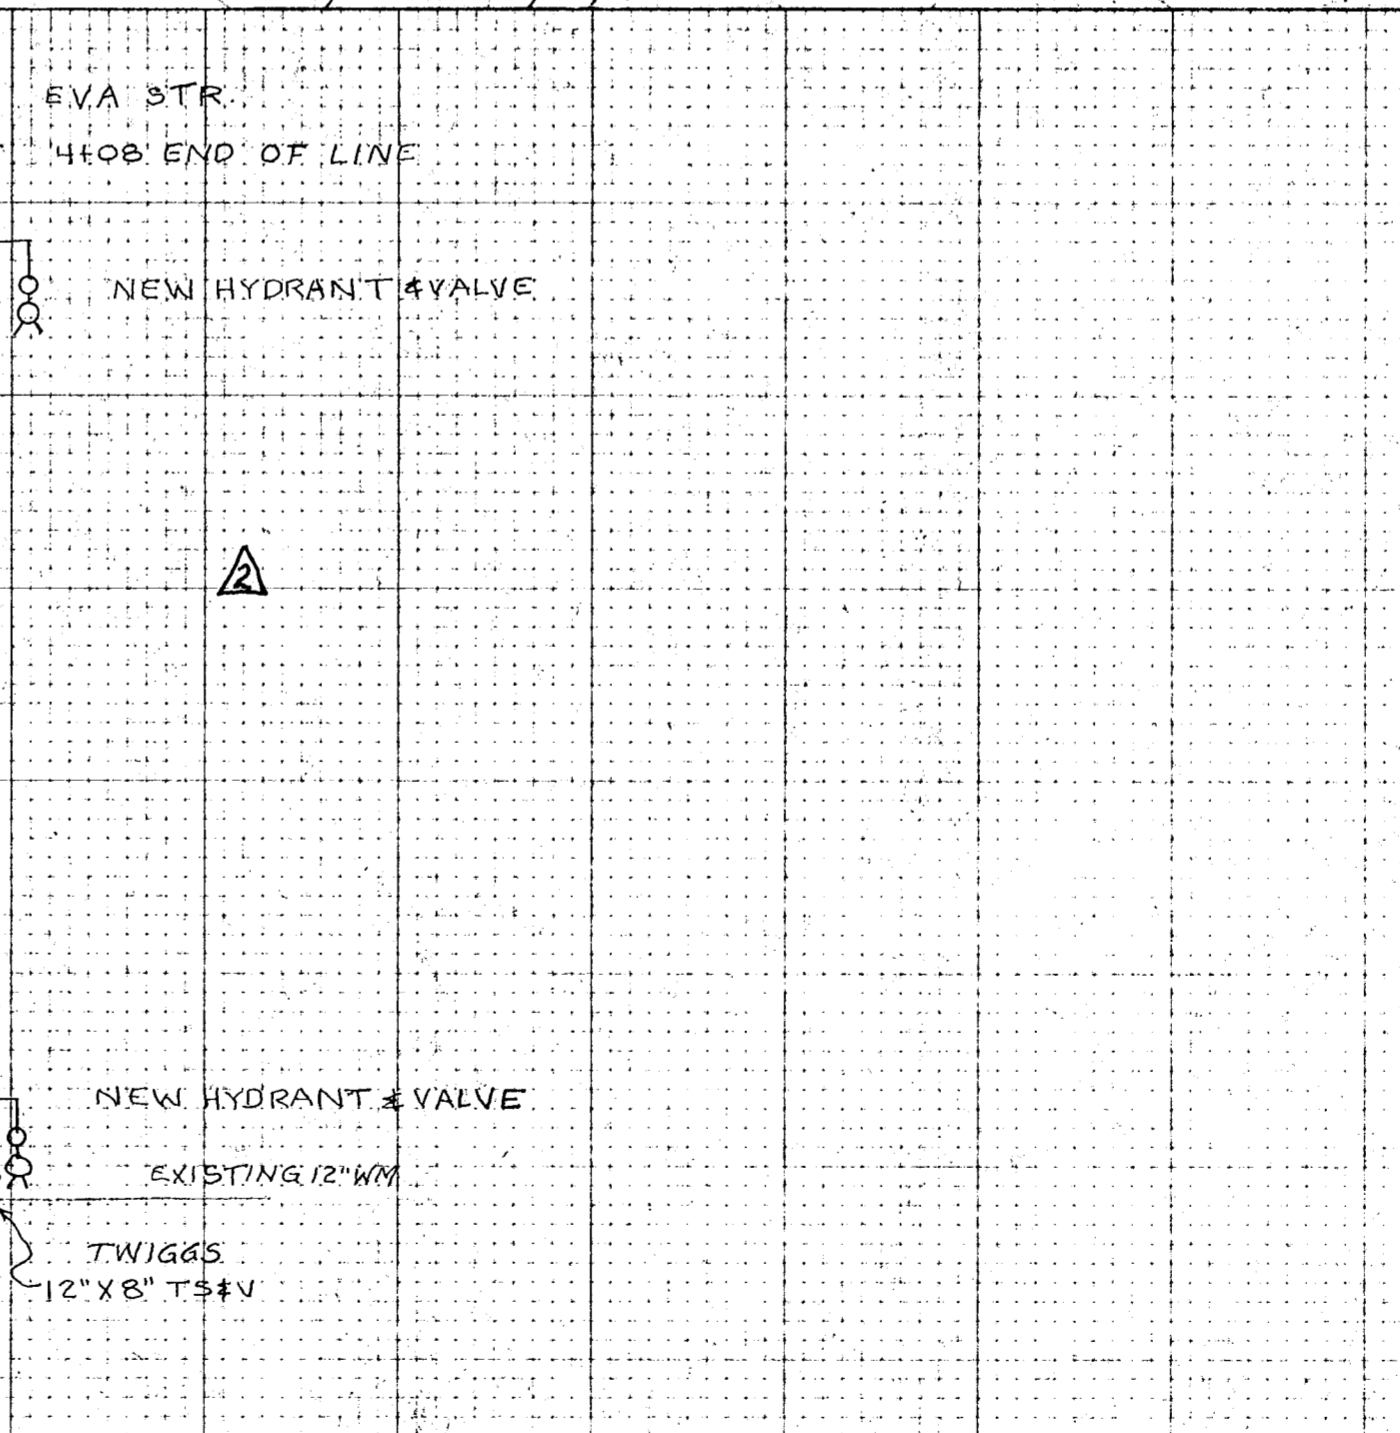 EVA STR.
4+08 END OF LINE
NEW HYDRANT & VALVE
2
NEW HYDRANT & VALVE
EXISTING 12" WM
TWIGGS
12" X 8" TS&V